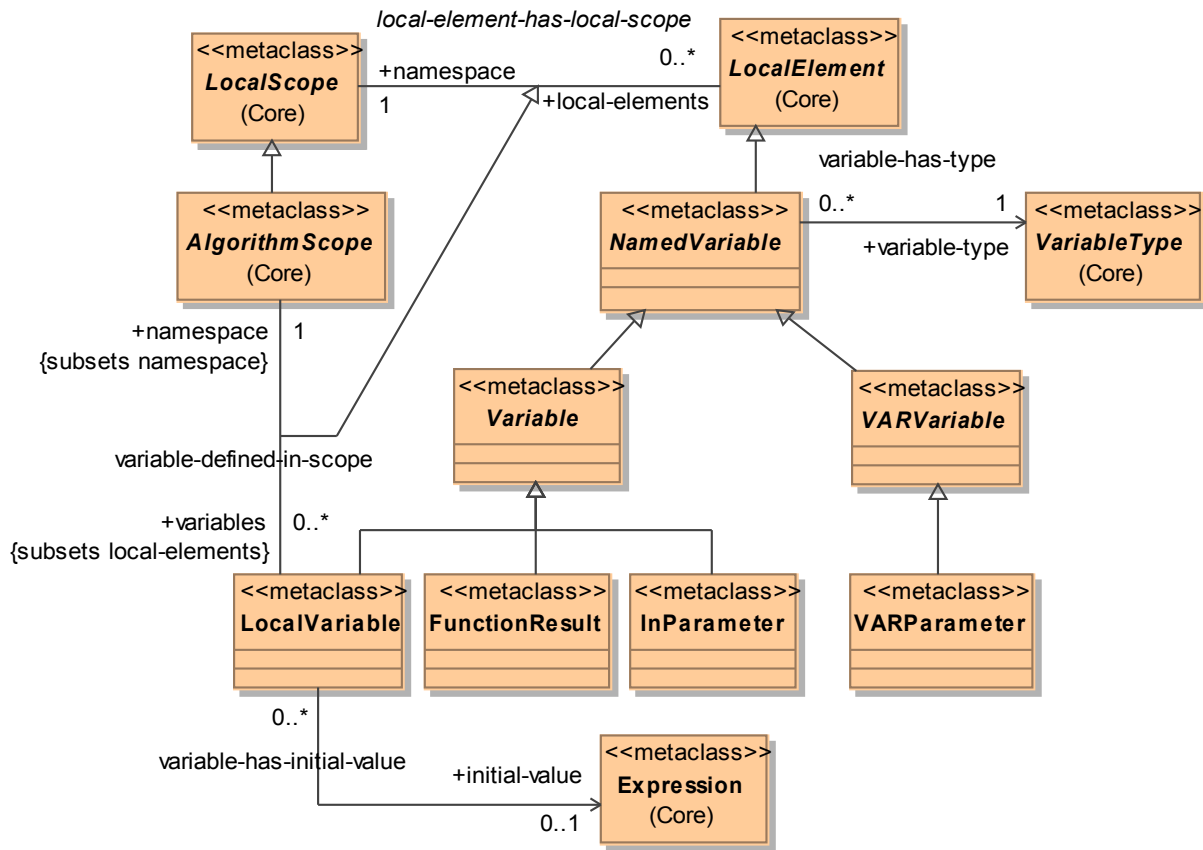 local-element-has-local-scope
<<metaclass>>
LocalScope
(Core)
+namespace
1
0..*
+local-elements
<<metaclass>>
LocalElement
(Core)
<<metaclass>>
AlgorithmScope
(Core)
<<metaclass>>
NamedVariable
variable-has-type
0..*
1
+variable-type
<<metaclass>>
VariableType
(Core)
+namespace
1
{subsets namespace}
<<metaclass>>
Variable
<<metaclass>>
VARVariable
variable-defined-in-scope
+variables
0..*
{subsets local-elements}
<<metaclass>>
LocalVariable
<<metaclass>>
FunctionResult
<<metaclass>>
InParameter
<<metaclass>>
VARParameter
0..*
variable-has-initial-value
+initial-value
0..1
<<metaclass>>
Expression
(Core)